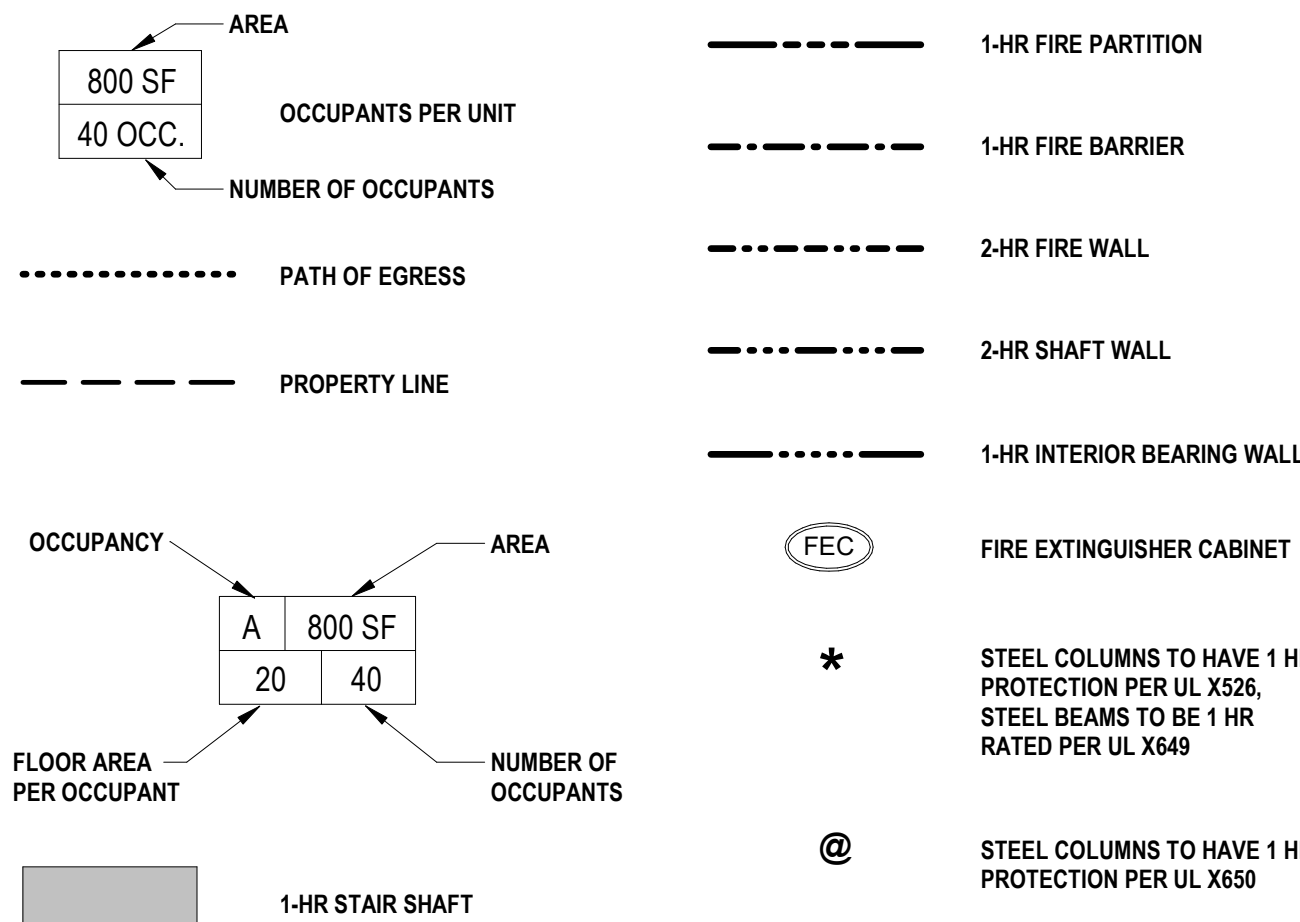 AREA
800 SF
40 OCC.
OCCUPANTS PER UNIT
NUMBER OF OCCUPANTS
PATH OF EGRESS
PROPERTY LINE
OCCUPANCY
AREA
A 800 SF
20 40
FLOOR AREA
PER OCCUPANT
NUMBER OF
OCCUPANTS
1-HR STAIR SHAFT
1-HR FIRE PARTITION
1-HR FIRE BARRIER
2-HR FIRE WALL
2-HR SHAFT WALL
1-HR INTERIOR BEARING WALL
FEC
FIRE EXTINGUISHER CABINET
*
STEEL COLUMNS TO HAVE 1 H
PROTECTION PER UL X526,
STEEL BEAMS TO BE 1 HR
RATED PER UL X649
@
STEEL COLUMNS TO HAVE 1 H
PROTECTION PER UL X650